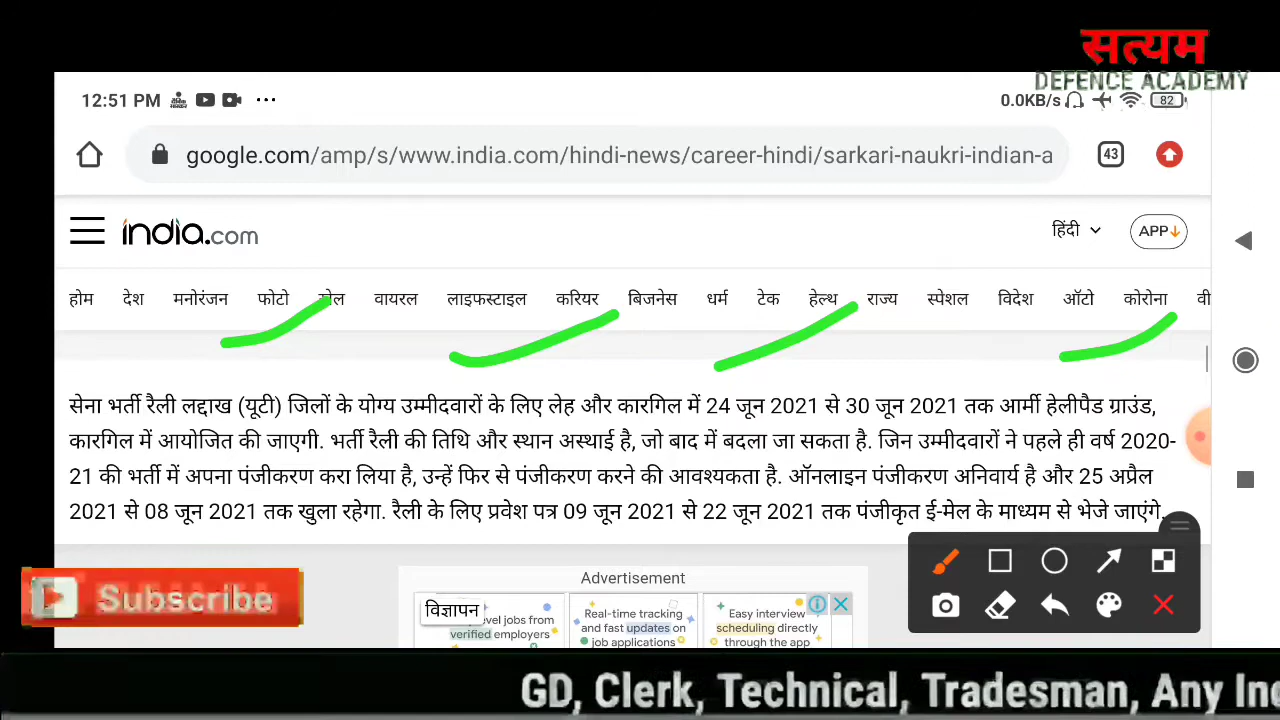 सत्यम
DEFENCE ACADEMY
12:51 PM
0.0KB/s
82
google.com/amp/s/www.india.com/hindi-news/career-hindi/sarkari-naukri-indian-a
43
india.com
हिंदी
APP
होम देश मनोरंजन फोटो वायरल लाइफस्टाइल करियर बिजनेस धर्म टेक हेल्थ राज्य स्पेशल विदेश ऑटो कोरोना वी
सेना भर्ती रैली लद्दाख (यूटी) जिलों के योग्य उम्मीदवारों के लिए लेह और कारगिल में 24 जून 2021 से 30 जून 2021 तक आर्मी हेलीपैड ग्राउंड,
कारगिल में आयोजित की जाएगी. भर्ती रैली की तिथि और स्थान अस्थाई है, जो बाद में बदला जा सकता है. जिन उम्मीदवारों ने पहले ही वर्ष 2020-
21 की भर्ती में अपना पंजीकरण करा लिया है, उन्हें फिर से पंजीकरण करने की आवश्यकता है. ऑनलाइन पंजीकरण अनिवार्य है और 25 अप्रैल
2021 से 08 जून 2021 तक खुला रहेगा. रैली के लिए प्रवेश पत्र 09 जून 2021 से 22 जून 2021 तक पंजीकृत ई-मेल के माध्यम से भेजे जाएंगे.
Advertisement
विज्ञापन
level jobs from
verified employers
Real-time tracking
and fast updates on
job applications
Easy interview
scheduling directly
through the app
Subscribe
GD, Clerk, Technical, Tradesman, Any